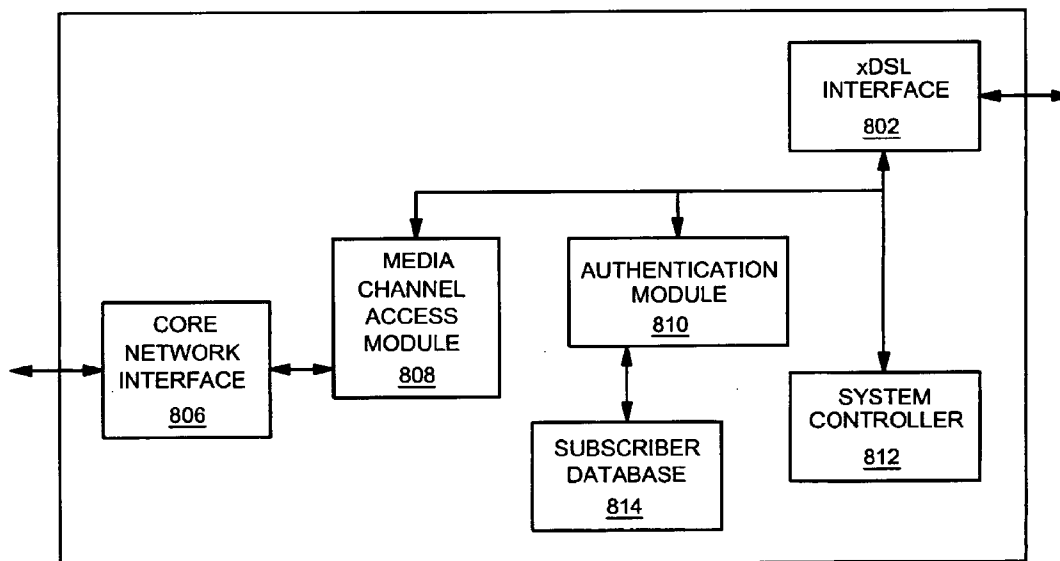 xDSL
INTERFACE
802
MEDIA
CHANNEL
ACCESS
MODULE
808
AUTHENTICATION
MODULE
810
CORE
NETWORK
INTERFACE
806
SYSTEM
CONTROLLER
812
SUBSCRIBER
DATABASE
814